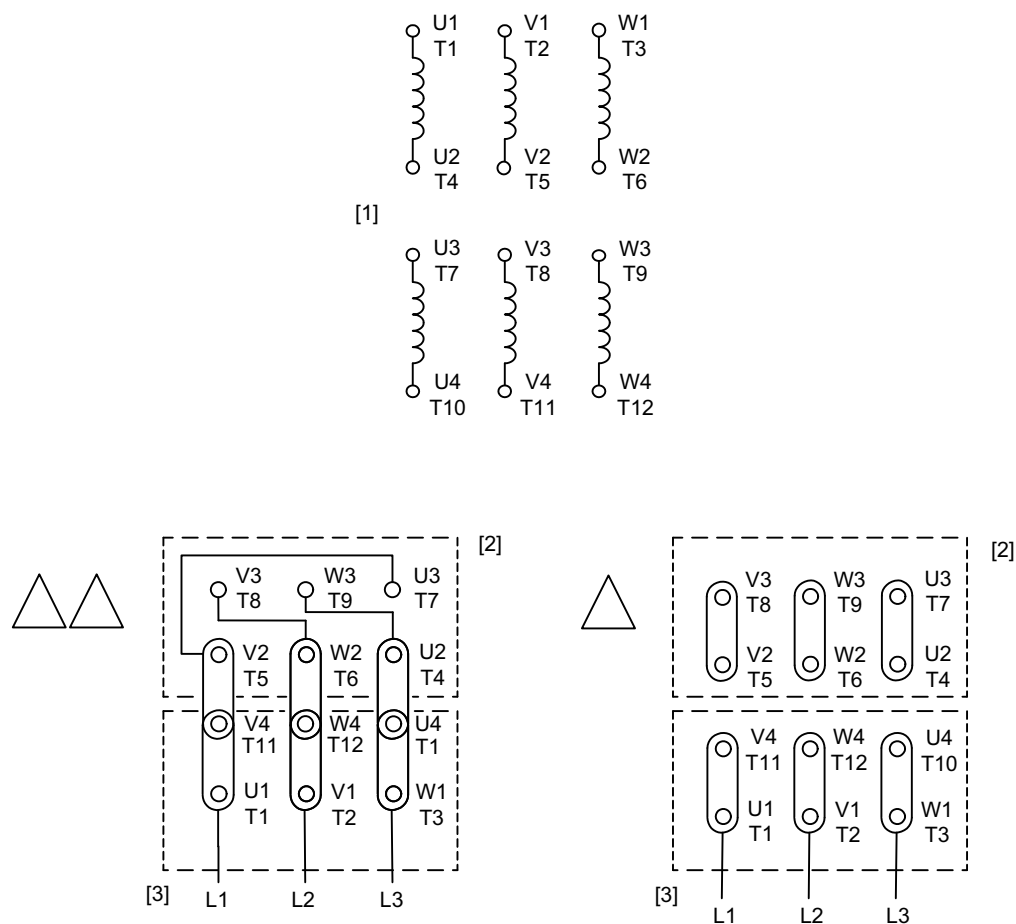 U1 V1 W1
T1 T2 T3
U2 V2 W2
T4 T5 T6
[1]
U3 V3 W3
T7 T8 T9
U4 V4 W4
T10 T11 T12
[2]
V3 W3 U3
T8 T9 T7
V2 W2 U2
T5 T6 T4
V4 W4 U4
T11 T12 T1
U1 V1 W1
T1 T2 T3
[3] L1 L2 L3
[2]
V3 W3 U3
T8 T9 T7
V2 W2 U2
T5 T6 T4
V4 W4 U4
T11 T12 T10
U1 V1 W1
T1 T2 T3
[3] L1 L2 L3